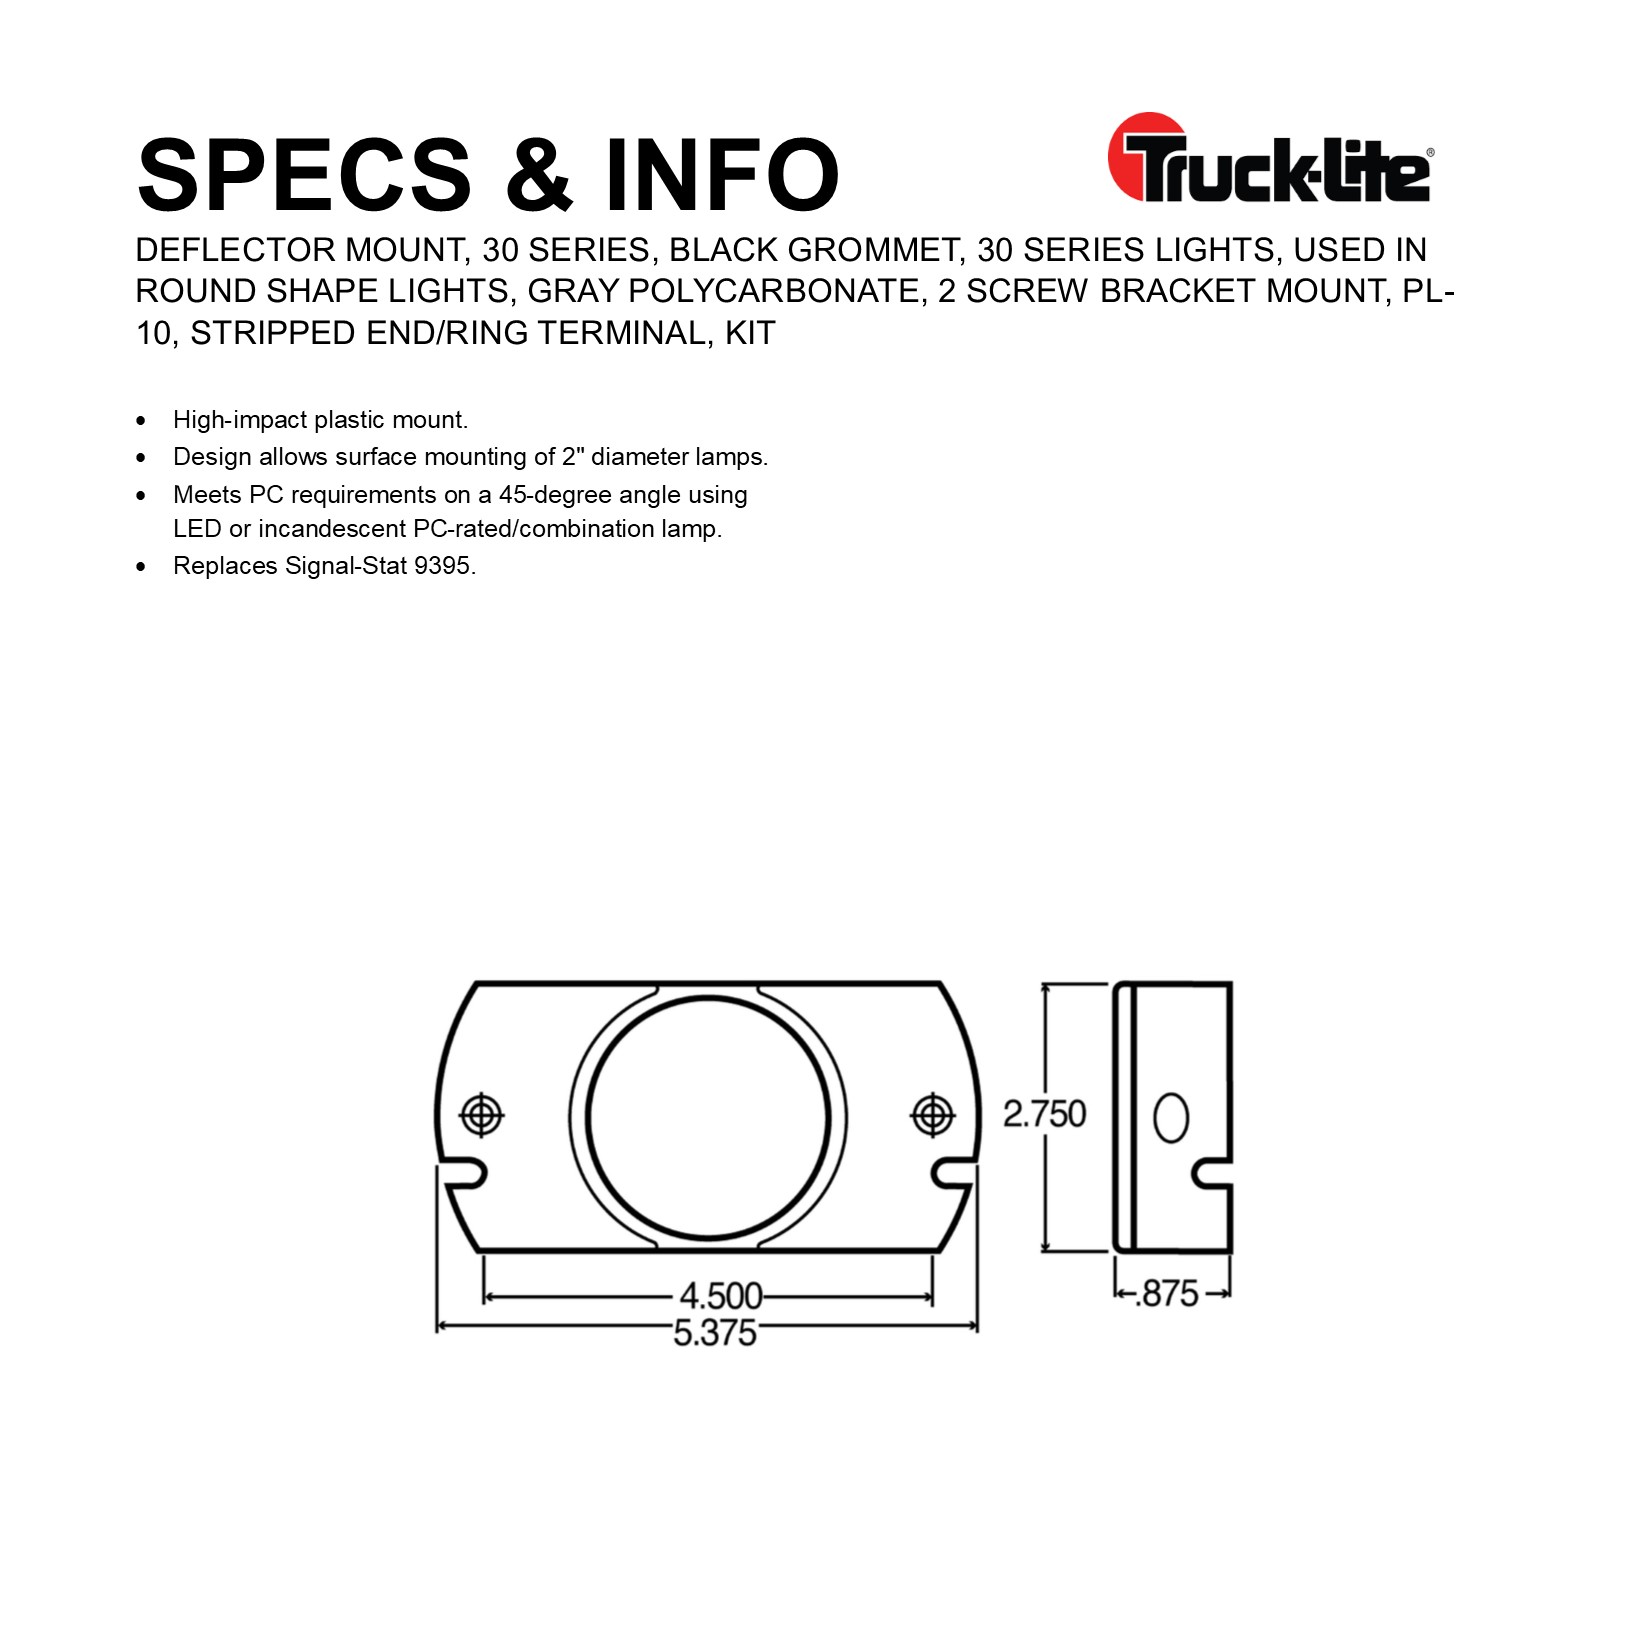 SPECS & INFO
Truck-Lite®
DEFLECTOR MOUNT, 30 SERIES, BLACK GROMMET, 30 SERIES LIGHTS, USED IN
ROUND SHAPE LIGHTS, GRAY POLYCARBONATE, 2 SCREW BRACKET MOUNT, PL-
10, STRIPPED END/RING TERMINAL, KIT
• High-impact plastic mount.
• Design allows surface mounting of 2" diameter lamps.
• Meets PC requirements on a 45-degree angle using
LED or incandescent PC-rated/combination lamp.
• Replaces Signal-Stat 9395.
2.750
4.500
.875
5.375